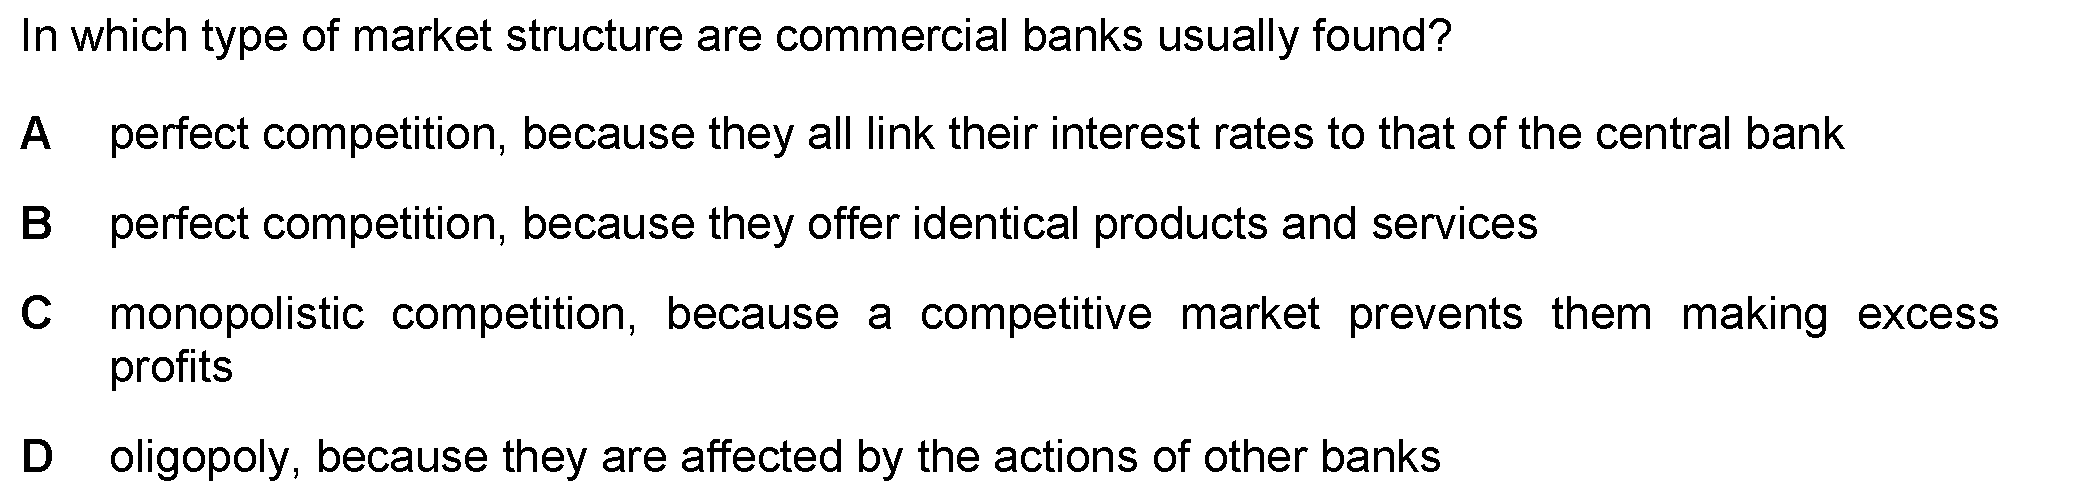 In which type of market structure are commercial banks usually found?
A perfect competition, because they all link their interest rates to that of the central bank
B perfect competition, because they offer identical products and services
C monopolistic competition, because a competitive market prevents them making excess
profits
D oligopoly, because they are affected by the actions of other banks